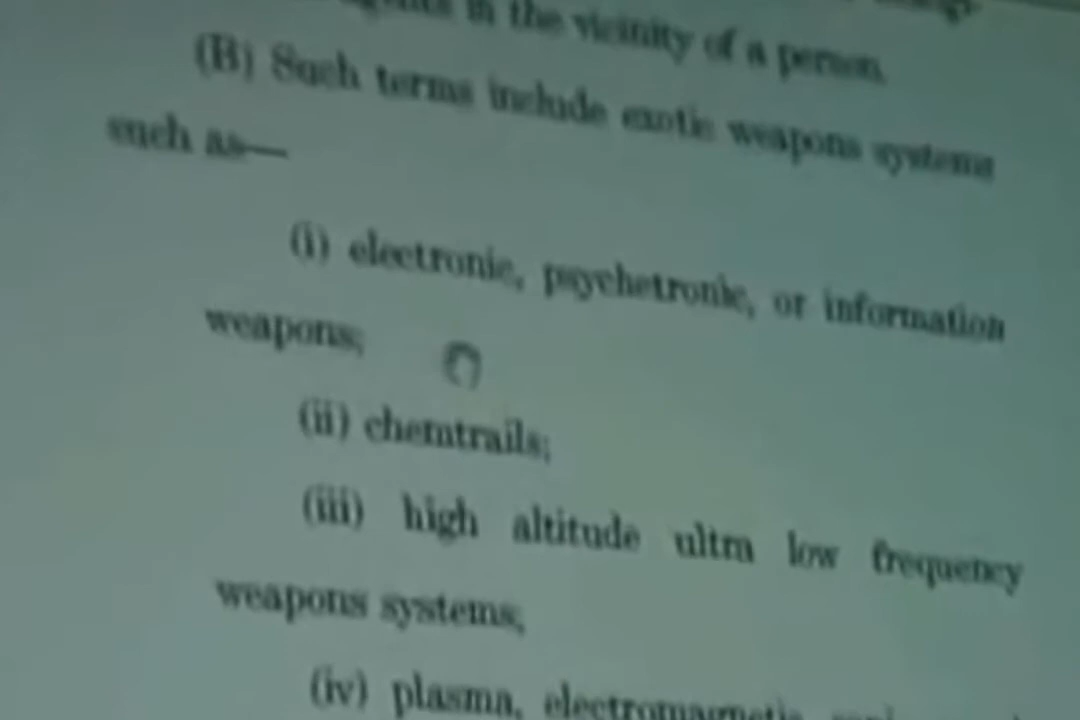 in the vicinity of a person.
(B) Such terms include exotic weapons systems
such as—
(i) electronic, psychotronic, or information
weapons;
(ii) chemtrails;
(iii) high altitude ultra low frequency
weapons systems;
(iv) plasma, electromagnetic,